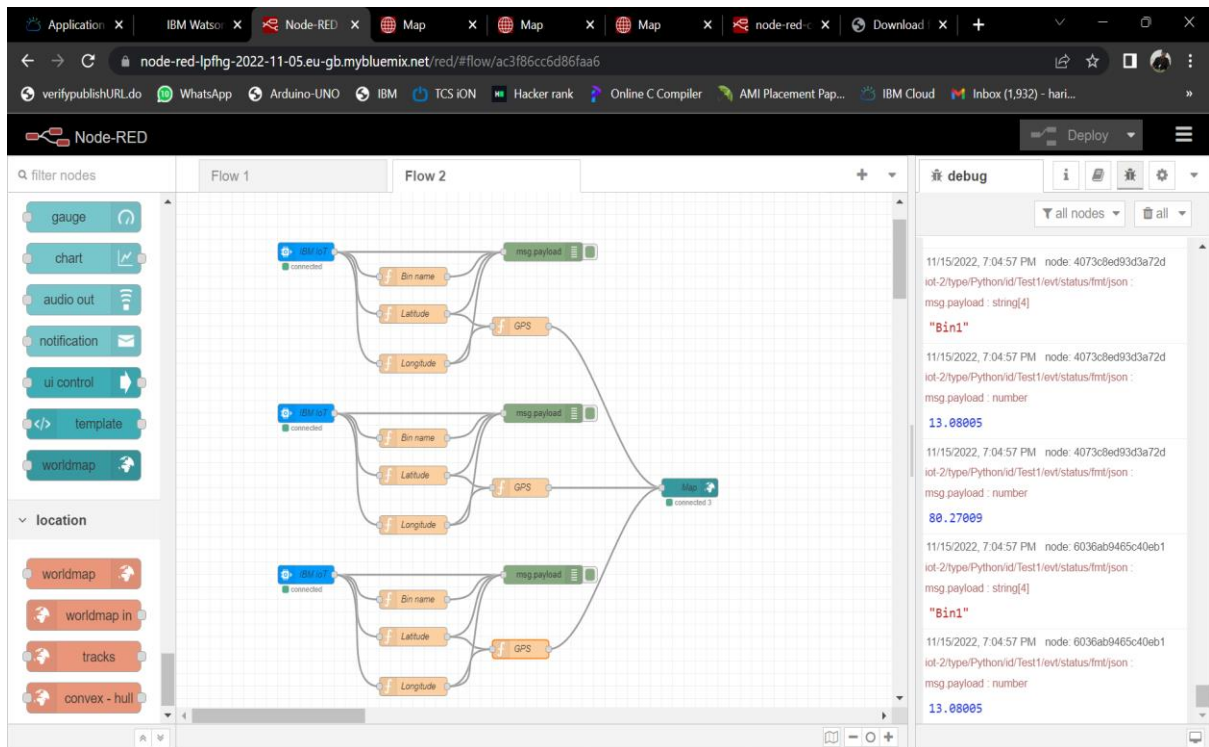 Application
IBM Watso
Node-RED
Map
Map
Map
node-red-c
Download
node-red-lpfhg-2022-11-05.eu-gb.mybluemix.net/red/#flow/ac3f86cc6d86faa6
verifypublishURL.do
WhatsApp
Arduino-UNO
IBM
TCS iON
Hacker rank
Online C Compiler
AMI Placement Pap...
IBM Cloud
Inbox (1,932) - hari...
»
Node-RED
Deploy
filter nodes
Flow 1
Flow 2
debug
all nodes
all
gauge
chart
audio out
notification
ui control
template
worldmap
location
worldmap
worldmap in
tracks
convex - hull
IBM IoT
connected
msg.payload
Bin name
Latitude
GPS
Longitude
IBM IoT
connected
msg.payload
Bin name
Latitude
GPS
Longitude
Map
connected 3
IBM IoT
connected
msg.payload
Bin name
Latitude
GPS
Longitude
11/15/2022, 7:04:57 PM node: 4073c8ed93d3a72d
iot-2/type/Python/id/Test1/evt/status/fmt/json :
msg.payload : string[4]
"Bin1"
11/15/2022, 7:04:57 PM node: 4073c8ed93d3a72d
iot-2/type/Python/id/Test1/evt/status/fmt/json :
msg.payload : number
13.08005
11/15/2022, 7:04:57 PM node: 4073c8ed93d3a72d
iot-2/type/Python/id/Test1/evt/status/fmt/json :
msg.payload : number
80.27009
11/15/2022, 7:04:57 PM node: 6036ab9465c40eb1
iot-2/type/Python/id/Test1/evt/status/fmt/json :
msg.payload : string[4]
"Bin1"
11/15/2022, 7:04:57 PM node: 6036ab9465c40eb1
iot-2/type/Python/id/Test1/evt/status/fmt/json :
msg.payload : number
13.08005